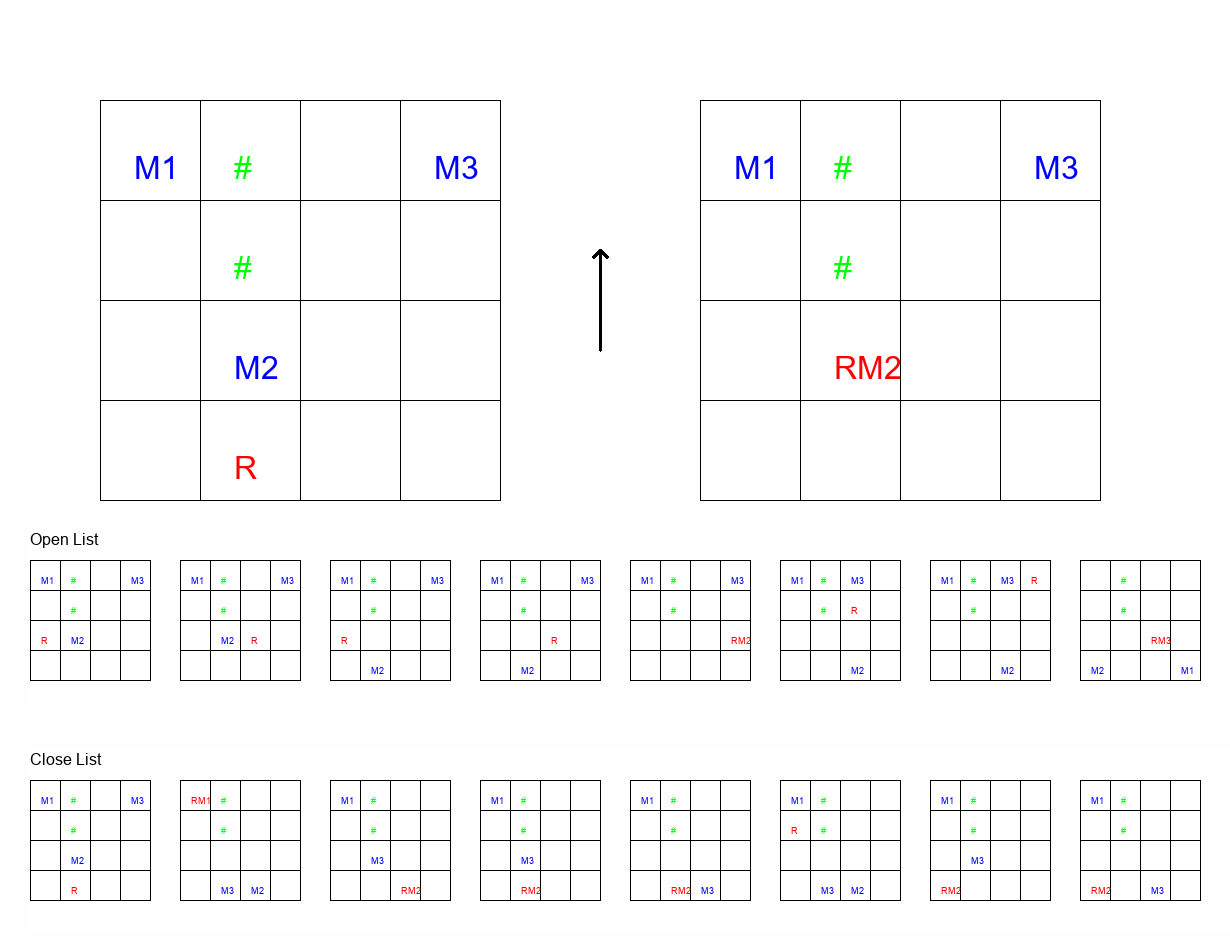 M1 # M3 M1 # M3
# #
M2 RM2
R
Open List
M1 # M3 M1 # M3 M1 # M3 M1 # M3 M1 # M3 M1 # M3 M1 # M3 R #
# # # # # # R # #
R M2 M2 R R R RM2 RM3
M2 M2 M2 M2 M2 M1
Close List
M1 # M3 RM1 # M1 # M1 # M1 # M1 # M1 # M1 #
# # # # # R # # #
M2 M3 M3 M3
R M3 M2 RM2 RM2 RM2 M3 M3 M2 RM2 RM2 M3